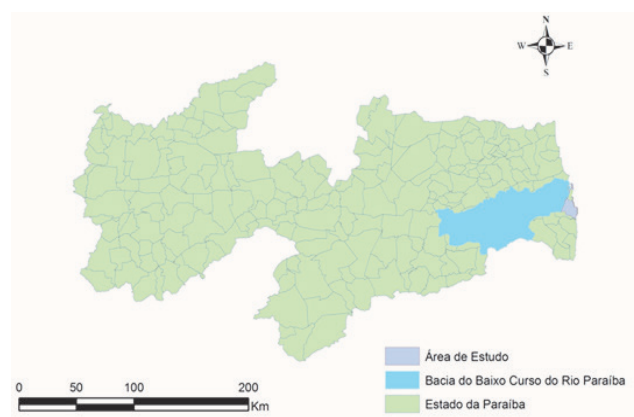 N
W E
S
Área de Estudo
Bacia do Baixo Curso do Rio Paraíba
Estado da Paraíba
0 50 100 200
Km